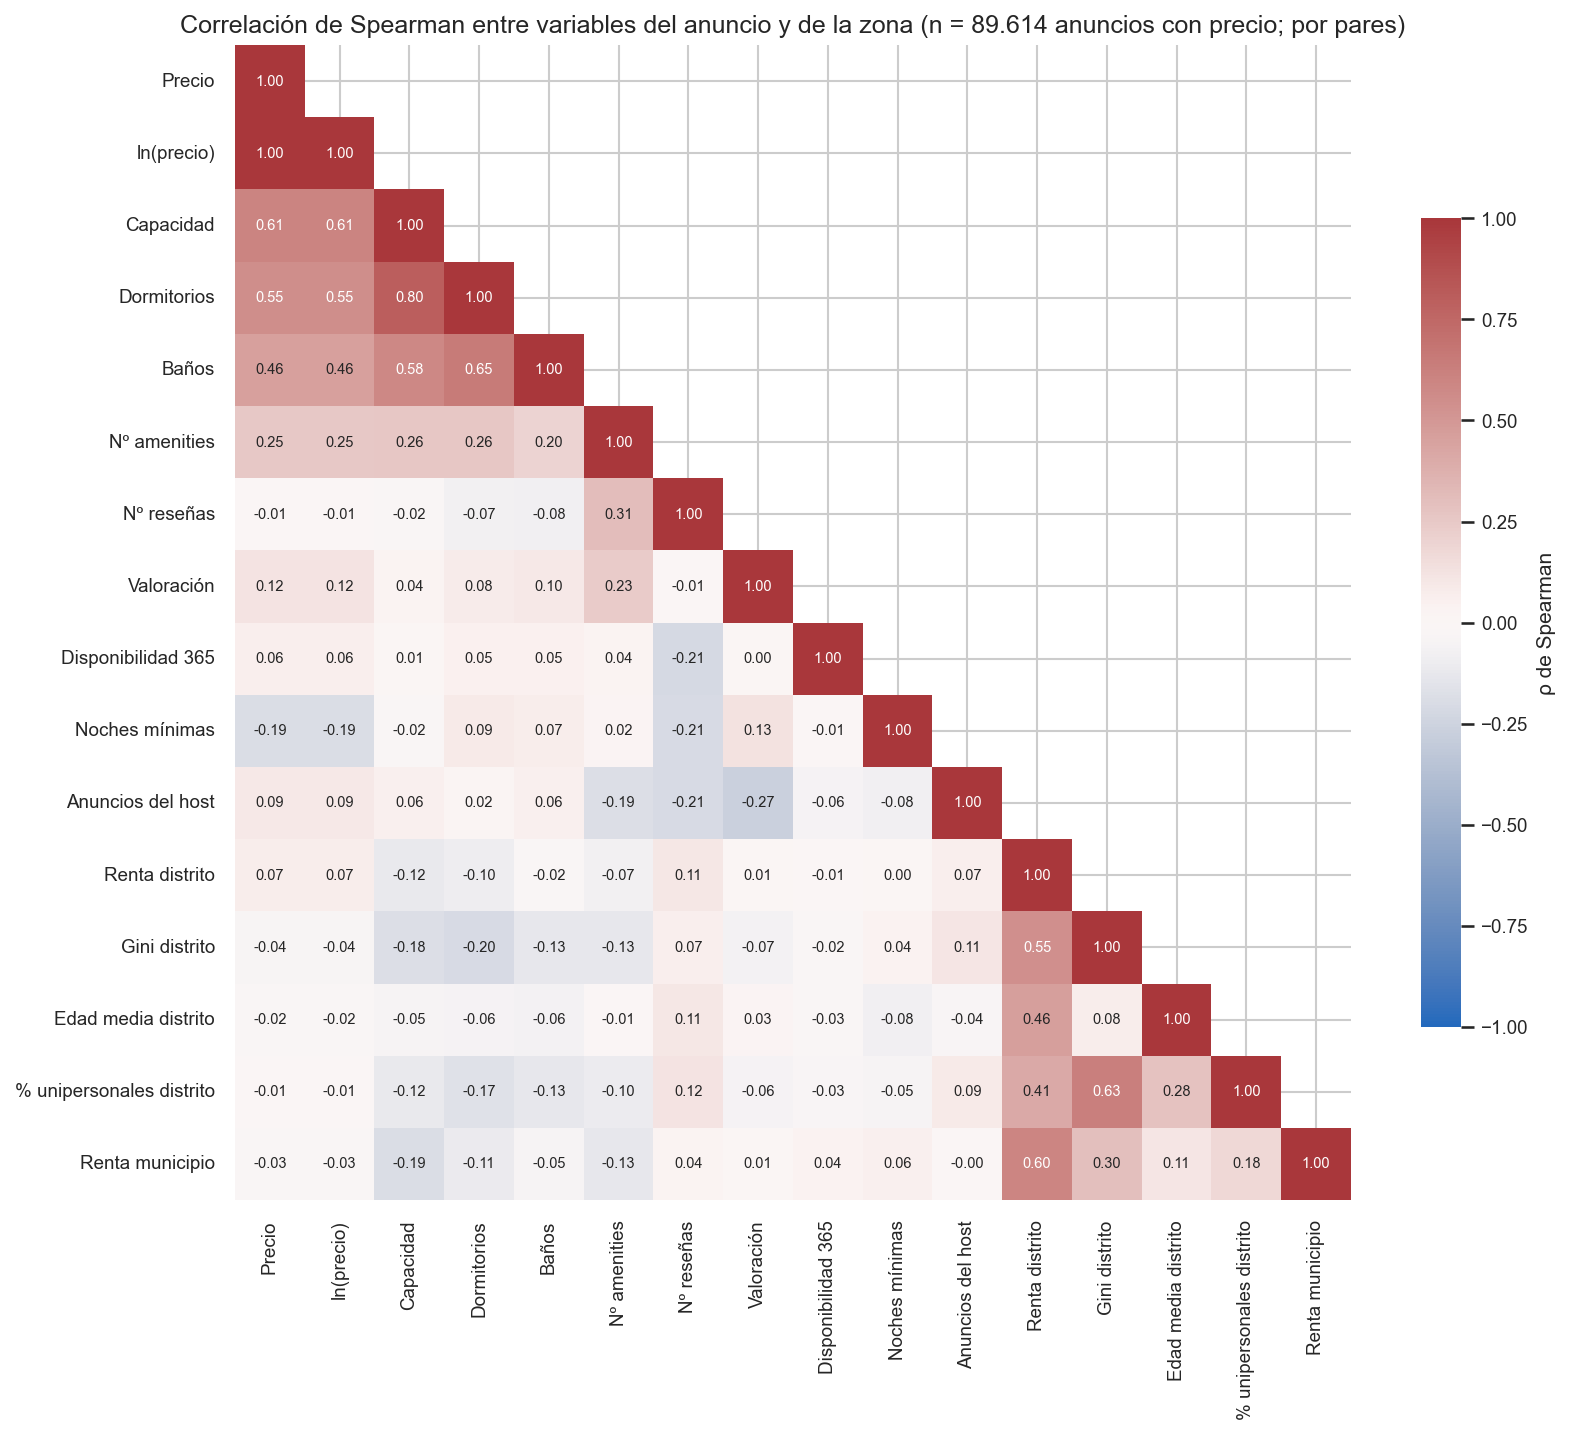 Correlación de Spearman entre variables del anuncio y de la zona (n = 89.614 anuncios con precio; por pares)
Precio 1.00
ln(precio) 1.00 1.00
Capacidad 0.61 0.61 1.00
Dormitorios 0.55 0.55 0.80 1.00
Baños 0.46 0.46 0.58 0.65 1.00
Nº amenities 0.25 0.25 0.26 0.26 0.20 1.00
Nº reseñas -0.01 -0.01 -0.02 -0.07 -0.08 0.31 1.00
Valoración 0.12 0.12 0.04 0.08 0.10 0.23 -0.01 1.00
Disponibilidad 365 0.06 0.06 0.01 0.05 0.05 0.04 -0.21 0.00 1.00
Noches mínimas -0.19 -0.19 -0.02 0.09 0.07 0.02 -0.21 0.13 -0.01 1.00
Anuncios del host 0.09 0.09 0.06 0.02 0.06 -0.19 -0.21 -0.27 -0.06 -0.08 1.00
Renta distrito 0.07 0.07 -0.12 -0.10 -0.02 -0.07 0.11 0.01 -0.01 0.00 0.07 1.00
Gini distrito -0.04 -0.04 -0.18 -0.20 -0.13 -0.13 0.07 -0.07 -0.02 0.04 0.11 0.55 1.00
Edad media distrito -0.02 -0.02 -0.05 -0.06 -0.06 -0.01 0.11 0.03 -0.03 -0.08 -0.04 0.46 0.08 1.00
% unipersonales distrito -0.01 -0.01 -0.12 -0.17 -0.13 -0.10 0.12 -0.06 -0.03 -0.05 0.09 0.41 0.63 0.28 1.00
Renta municipio -0.03 -0.03 -0.19 -0.11 -0.05 -0.13 0.04 0.01 0.04 0.06 -0.00 0.60 0.30 0.11 0.18 1.00
Precio
ln(precio)
Capacidad
Dormitorios
Baños
Nº amenities
Nº reseñas
Valoración
Disponibilidad 365
Noches mínimas
Anuncios del host
Renta distrito
Gini distrito
Edad media distrito
% unipersonales distrito
Renta municipio
1.00
0.75
0.50
0.25
0.00
−0.25
−0.50
−0.75
−1.00
ρ de Spearman